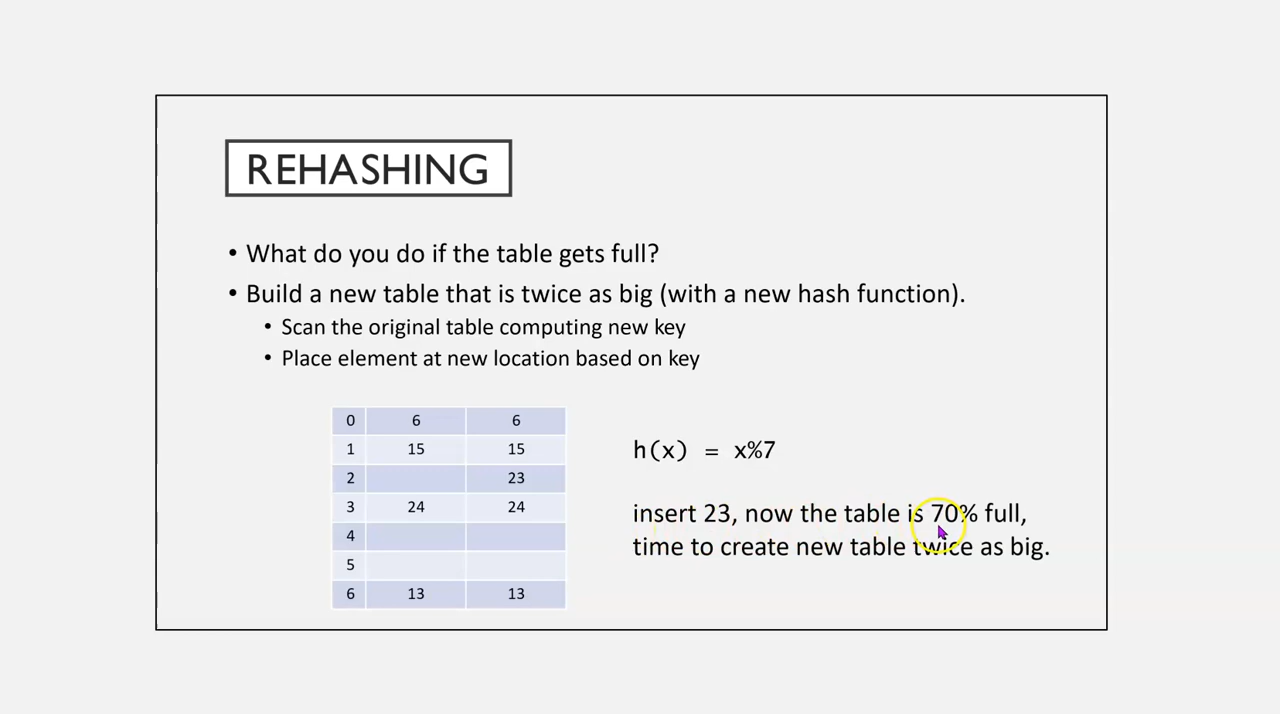 REHASHING
• What do you do if the table gets full?
• Build a new table that is twice as big (with a new hash function).
• Scan the original table computing new key
• Place element at new location based on key
0 6 6
1 15 15
2 23
3 24 24
4
5
6 13 13
h(x) = x%7
insert 23, now the table is 70% full,
time to create new table twice as big.